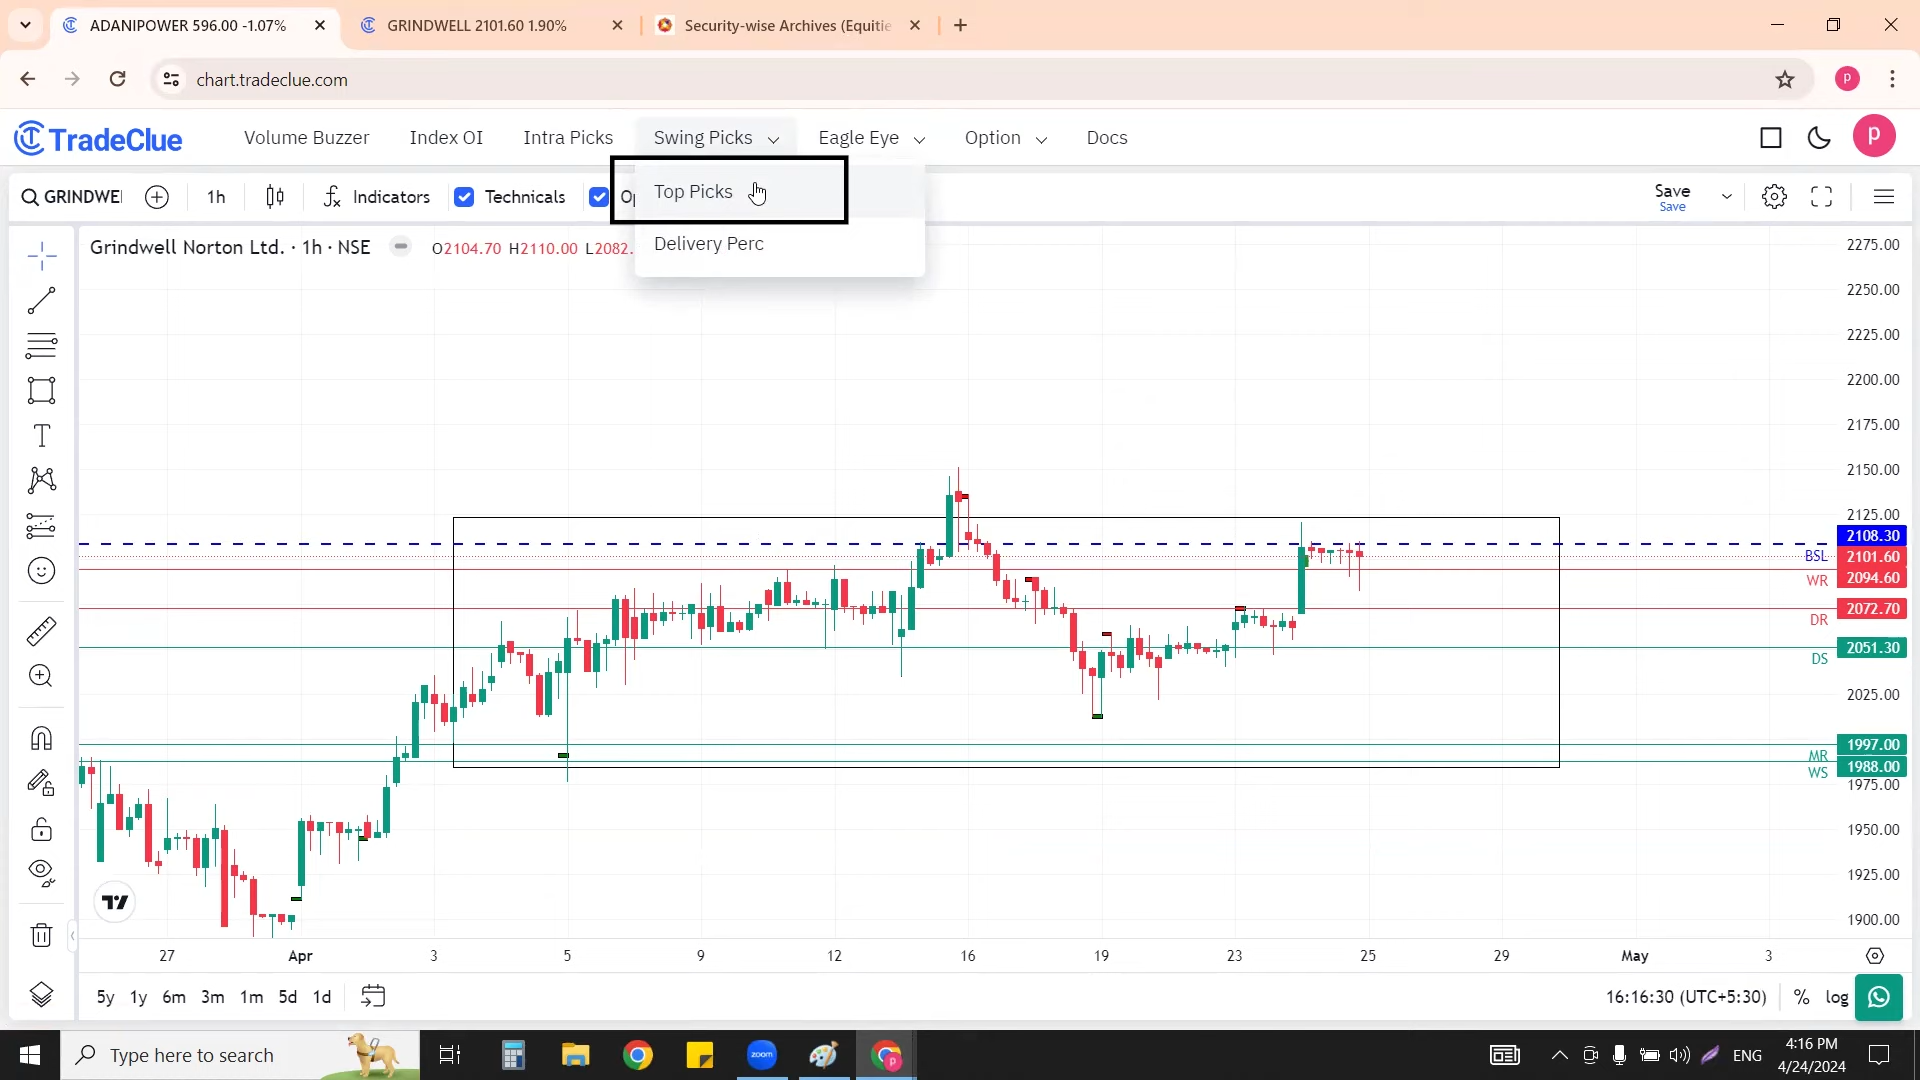 ADANIPOWER 596.00 -1.07%
GRINDWELL 2101.60 1.90%
Security-wise Archives (Equitie
chart.tradeclue.com
P
TradeClue
Volume Buzzer
Index OI
Intra Picks
Swing Picks
Eagle Eye
Option
Docs
P
GRINDWE
1h
Indicators
Technicals
Top Picks
Delivery Perc
Save
Save
Grindwell Norton Ltd. · 1h · NSE
O2104.70 H2110.00 L2082.
2275.00
2250.00
2225.00
2200.00
2175.00
2150.00
2125.00
2108.30
BSL 2101.60
WR 2094.60
2072.70
DR
2051.30
DS
2025.00
1997.00
MR
1988.00
WS
1975.00
1950.00
1925.00
1900.00
27
Apr
3
5
9
12
16
19
23
25
29
May
3
5y 1y 6m 3m 1m 5d 1d
16:16:30 (UTC+5:30)
% log
Type here to search
zoom
P
ENG
4:16 PM
4/24/2024